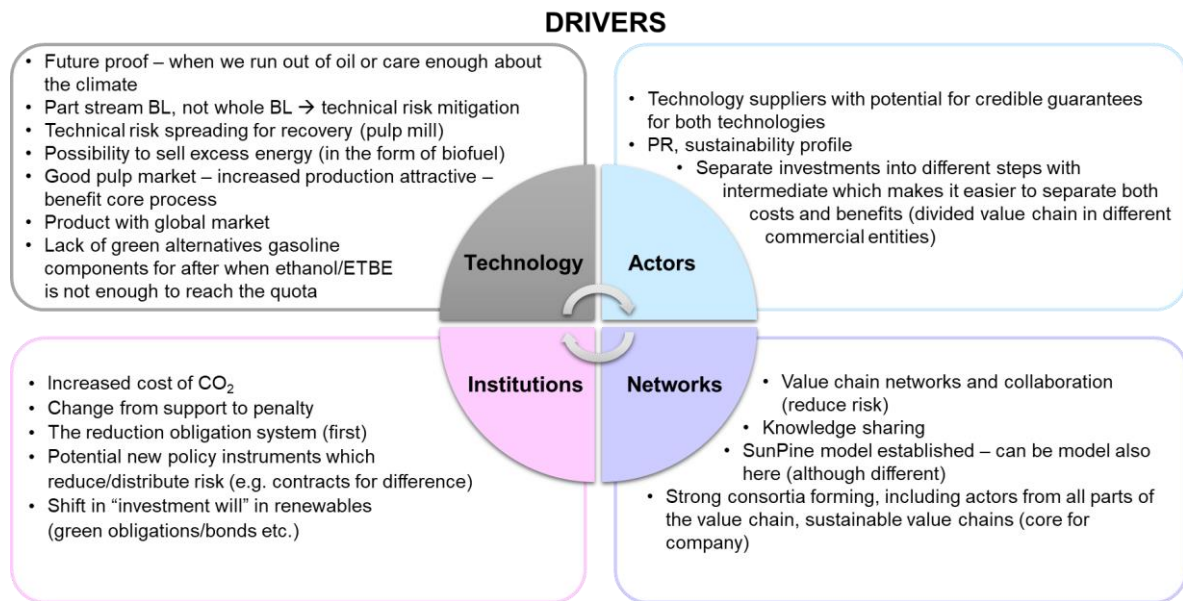 DRIVERS
• Future proof – when we run out of oil or care enough about
the climate
• Part stream BL, not whole BL → technical risk mitigation
• Technical risk spreading for recovery (pulp mill)
• Possibility to sell excess energy (in the form of biofuel)
• Good pulp market – increased production attractive –
benefit core process
• Product with global market
• Lack of green alternatives gasoline
components for after when ethanol/ETBE
is not enough to reach the quota
Technology
• Technology suppliers with potential for credible guarantees
for both technologies
• PR, sustainability profile
• Separate investments into different steps with
intermediate which makes it easier to separate both
costs and benefits (divided value chain in different
commercial entities)
Actors
• Increased cost of CO₂
• Change from support to penalty
• The reduction obligation system (first)
• Potential new policy instruments which
reduce/distribute risk (e.g. contracts for difference)
• Shift in “investment will” in renewables
(green obligations/bonds etc.)
Institutions
Networks
• Value chain networks and collaboration
(reduce risk)
• Knowledge sharing
• SunPine model established – can be model also
here (although different)
• Strong consortia forming, including actors from all parts of
the value chain, sustainable value chains (core for
company)